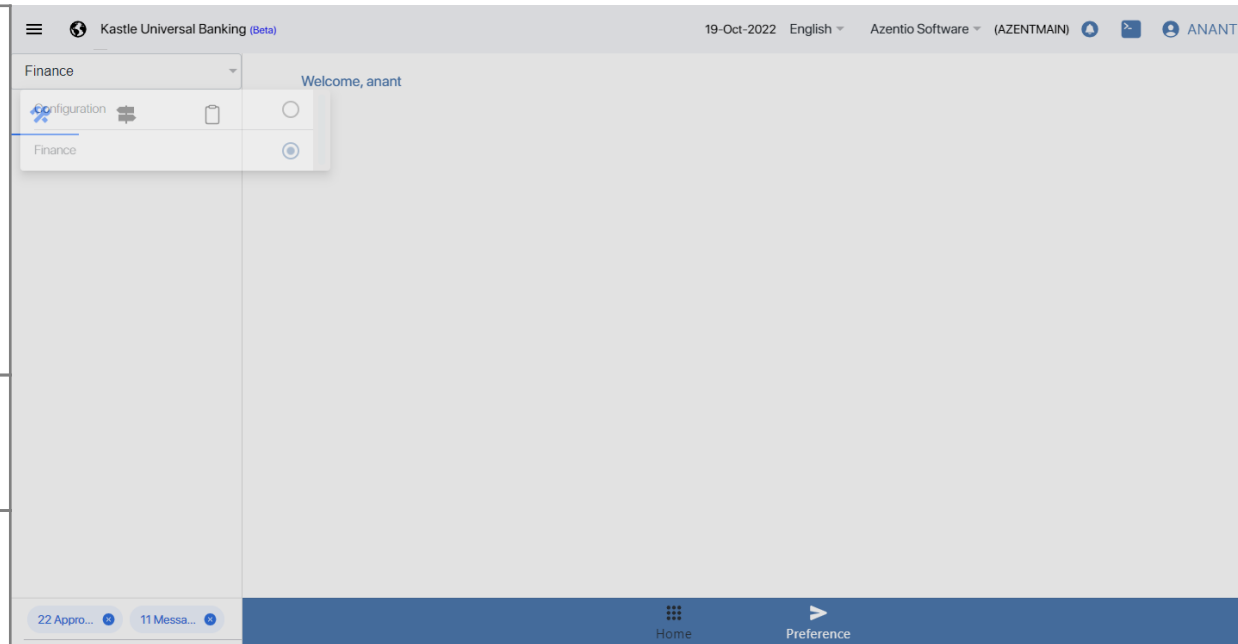 Kastle Universal Banking (Beta)
19-Oct-2022 English Azentio Software (AZENTMAIN) ANANT
Finance
Welcome, anant
Configuration
Finance
22 Appro... 11 Messa...
Home Preference